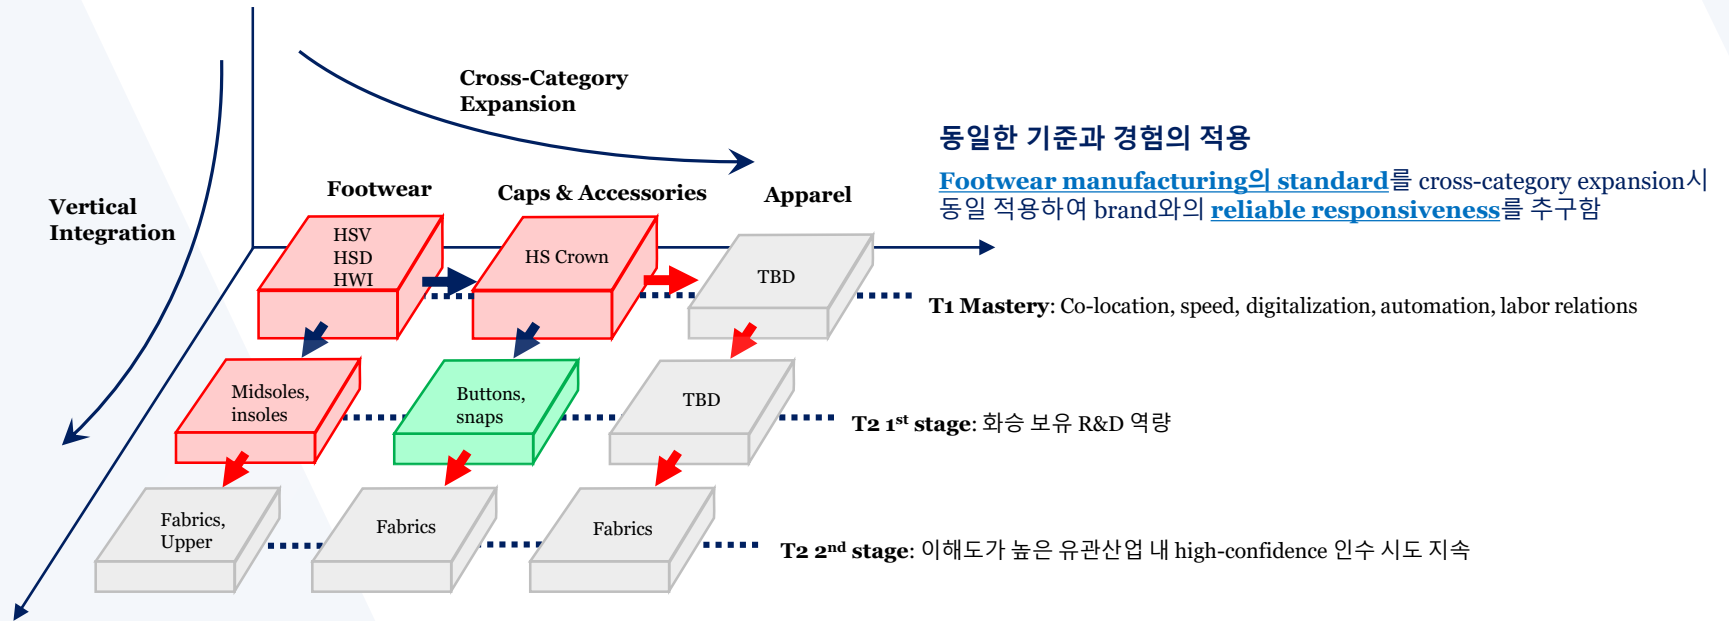 Cross-Category
Expansion
동일한 기준과 경험의 적용
Footwear manufacturing의 standard를 cross-category expansion시
동일 적용하여 brand와의 reliable responsiveness를 추구함
Vertical
Integration
Footwear
Caps & Accessories
Apparel
HSV
HSD
HWI
HS Crown
TBD
T1 Mastery: Co-location, speed, digitalization, automation, labor relations
Midsoles,
insoles
Buttons,
snaps
TBD
T2 1st stage: 화승 보유 R&D 역량
Fabrics,
Upper
Fabrics
Fabrics
T2 2nd stage: 이해도가 높은 유관산업 내 high-confidence 인수 시도 지속